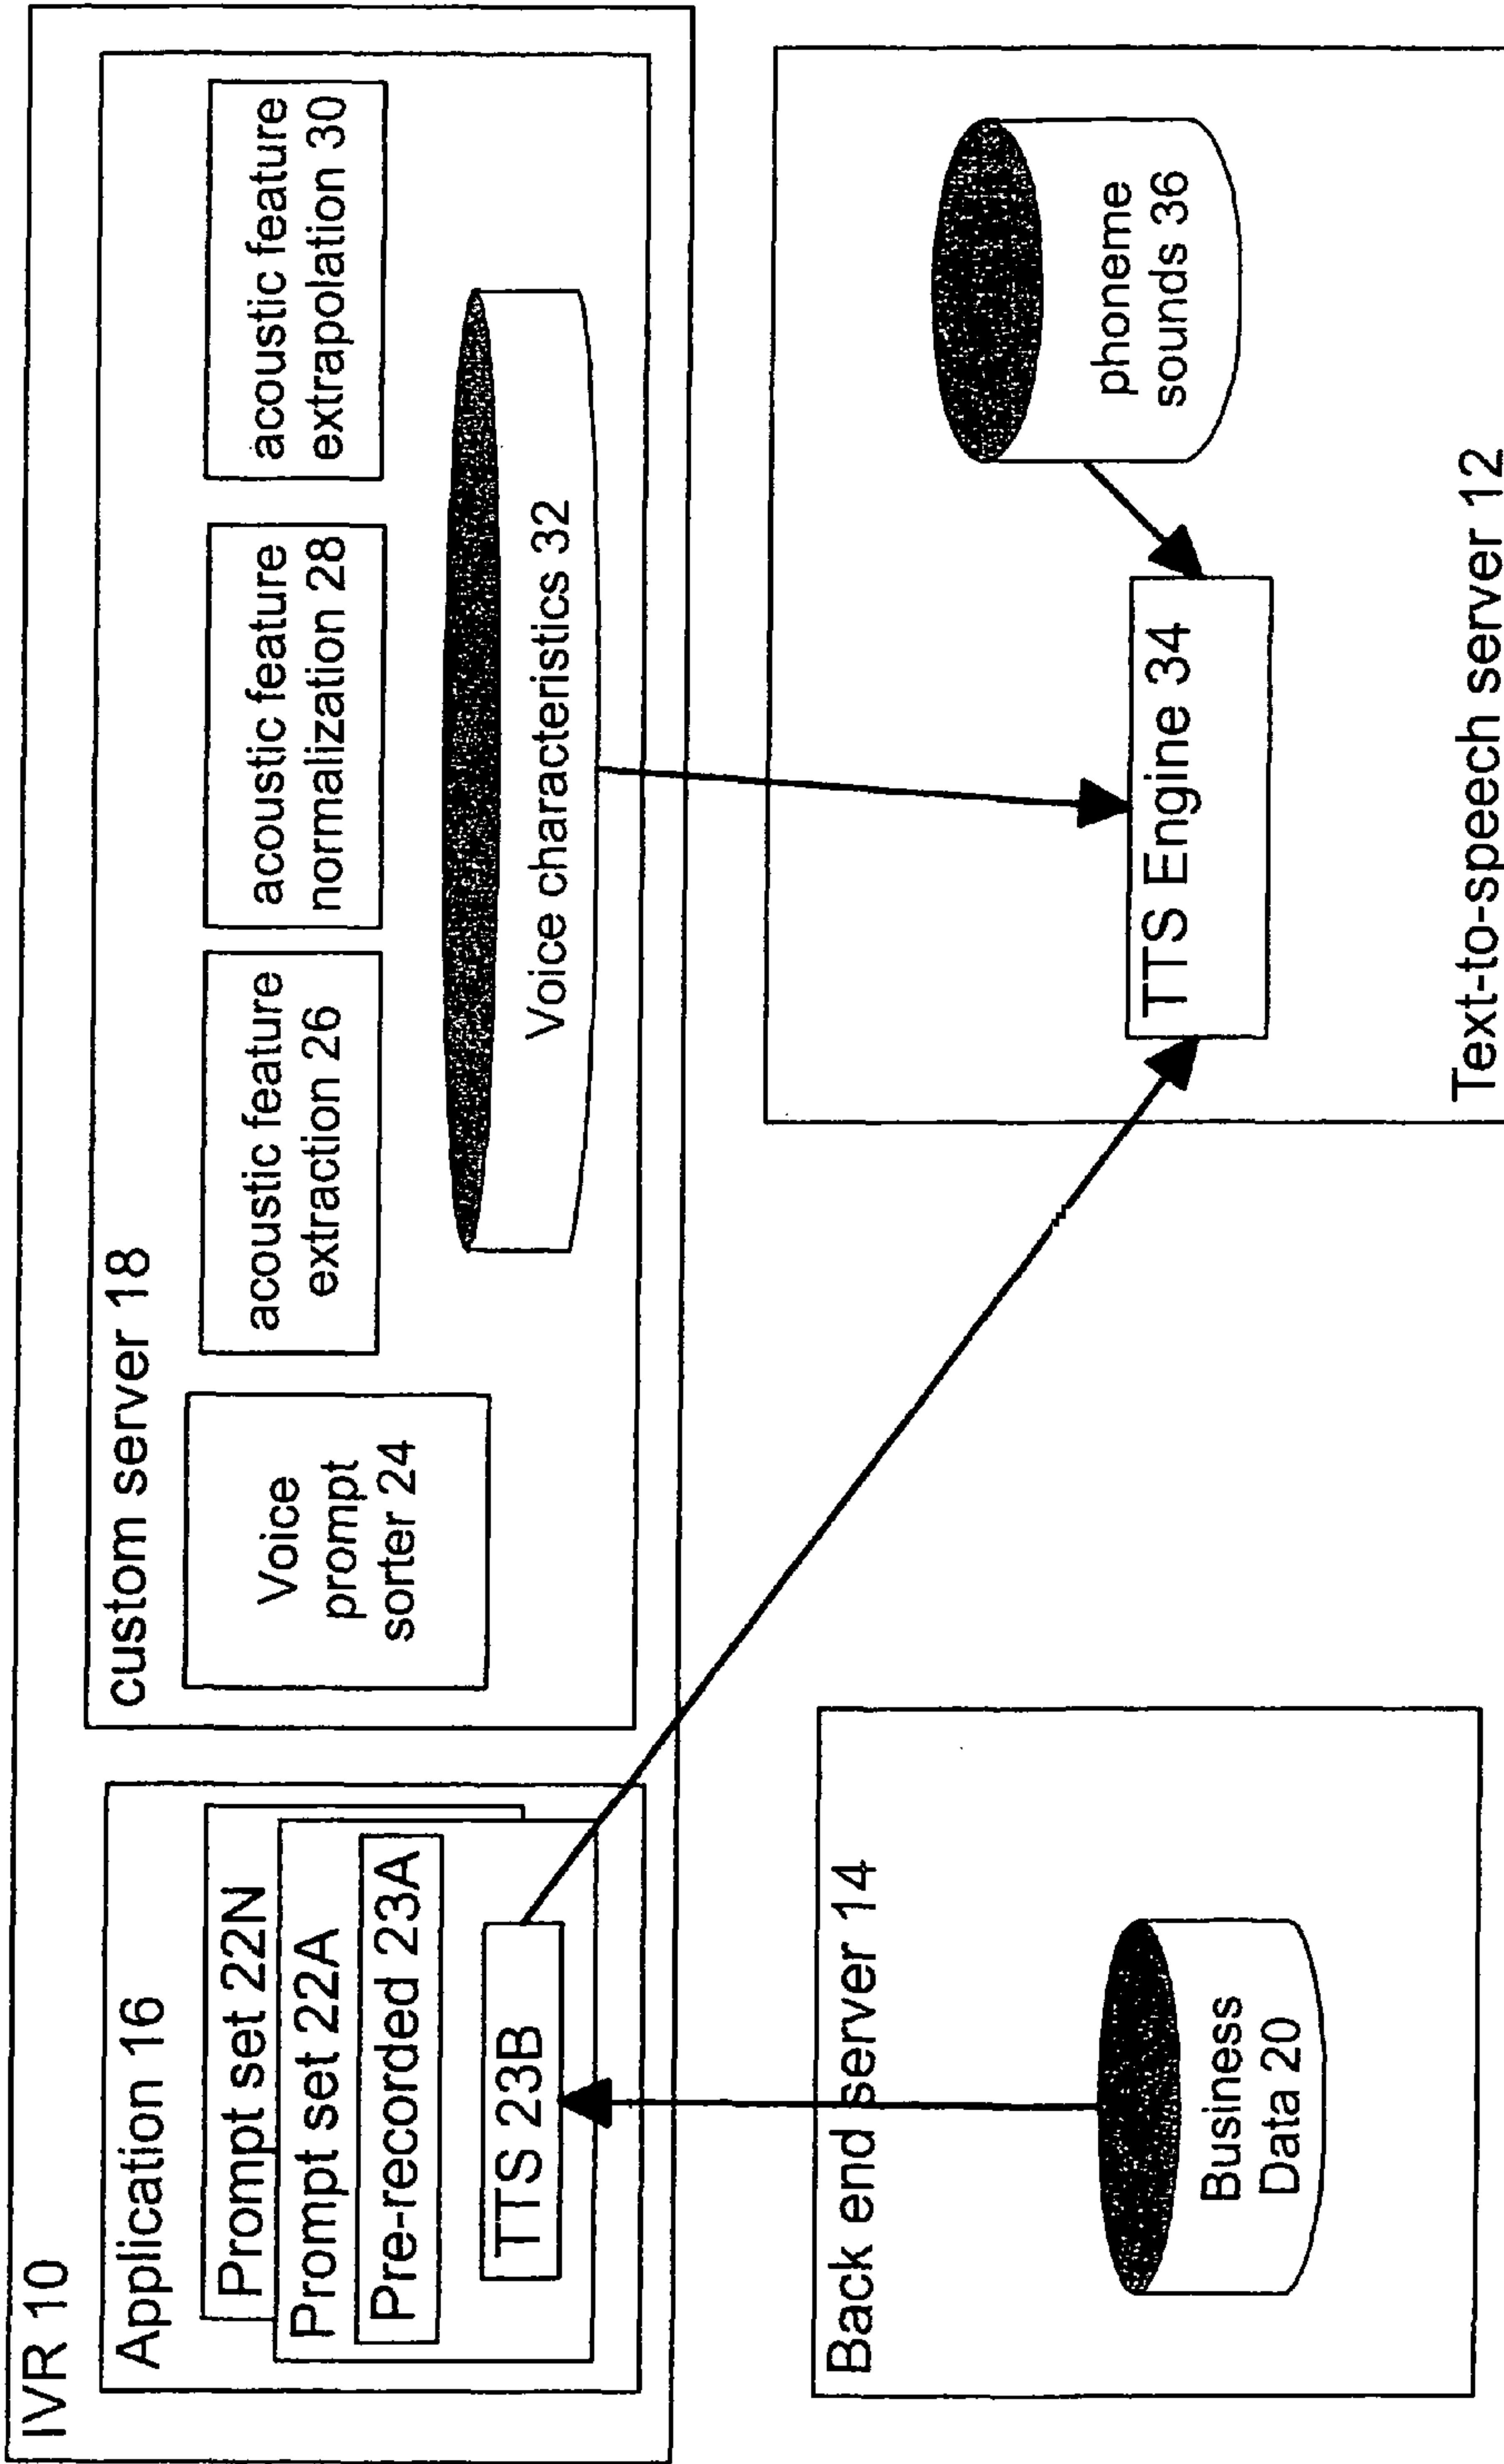 IVR 10
Application 16
Prompt set 22N
Prompt set 22A
Pre-recorded 23A
TTS 23B
custom server 18
Voice
prompt
sorter 24
acoustic feature
extraction 26
acoustic feature
normalization 28
acoustic feature
extrapolation 30
Voice characteristics 32
Back end server 14
Business
Data 20
TTS Engine 34
phoneme
sounds 36
Text-to-speech server 12